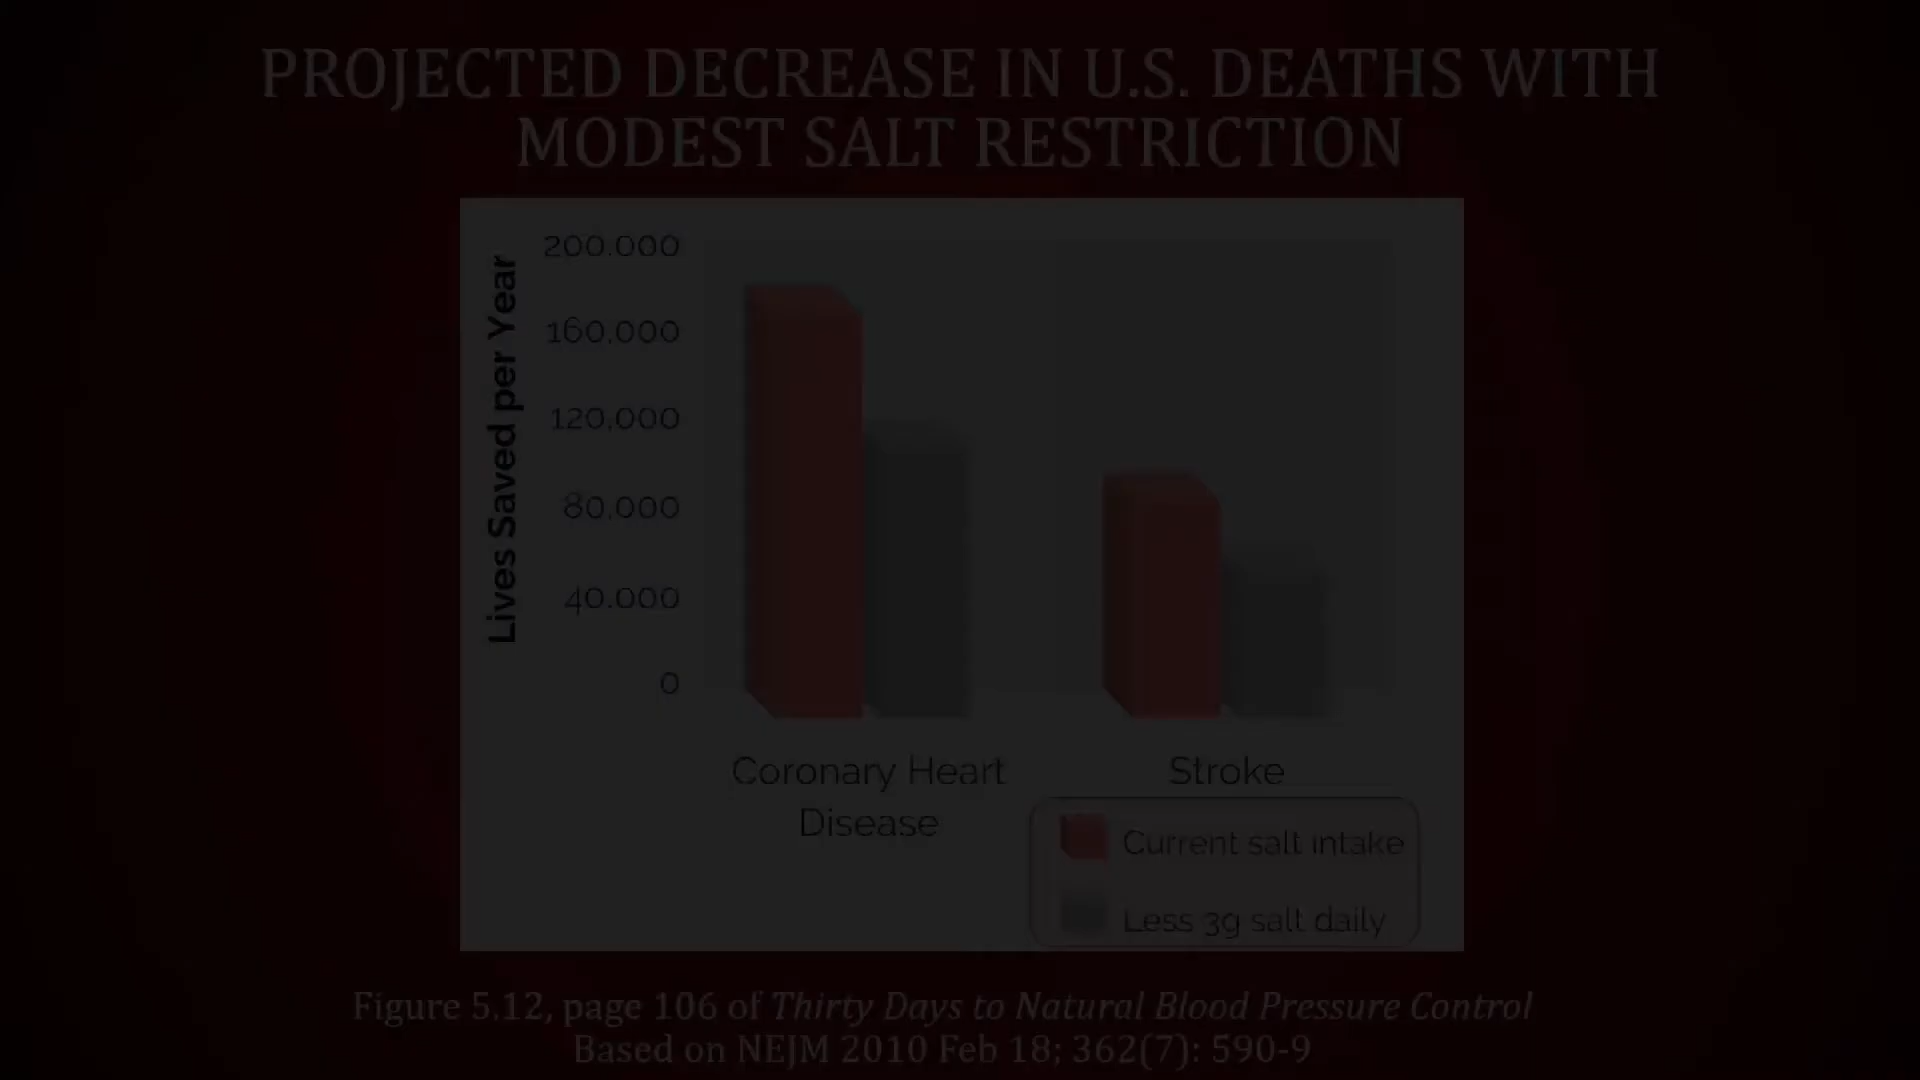 PROJECTED DECREASE IN U.S. DEATHS WITH
MODEST SALT RESTRICTION
Lives Saved per Year
200.000
160,000
120,000
80,000
40.000
0
Coronary Heart
Disease
Stroke
Current salt intake
Less 3g salt daily
Figure 5.12, page 106 of Thirty Days to Natural Blood Pressure Control
Based on NEJM 2010 Feb 18; 362(7): 590-9